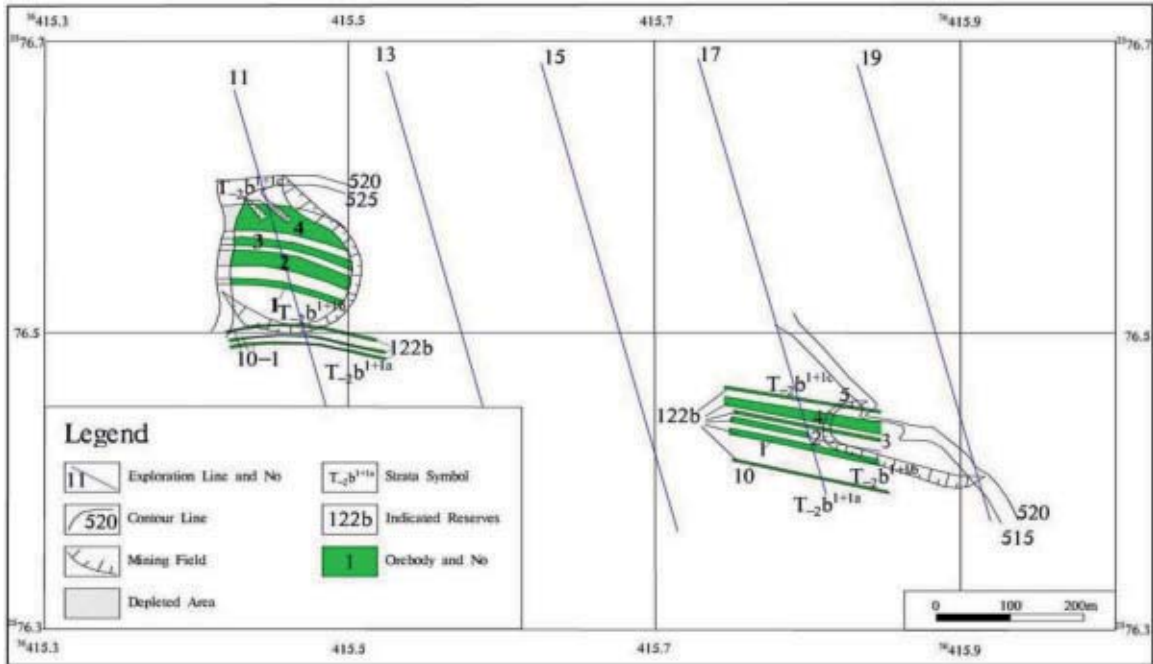 ³⁶415.3 415.5 415.7 ³⁶415.9
²⁵76.7 ²⁵76.7
11 13 15 17 19
T₋₂b¹⁺¹ᶜ 520
525
4
3
2
1 T₋₂b¹⁺¹ᵇ
76.5 76.5
122b
10-1
T₋₂b¹⁺¹ᵃ
T₋₂b¹⁺¹ᶜ
5
122b 4
2 3
1
10 T₋₂b¹⁺¹ᵇ
T₋₂b¹⁺¹ᵃ
520
515
Legend
11 Exploration Line and No
T₋₂b¹⁺¹ᵃ Strata Symbol
520 Contour Line
122b Indicated Reserves
Mining Field
1 Orebody and No
Depleted Area
0 100 200m
²⁵76.3 ²⁵76.3
³⁶415.3 415.5 415.7 ³⁶415.9